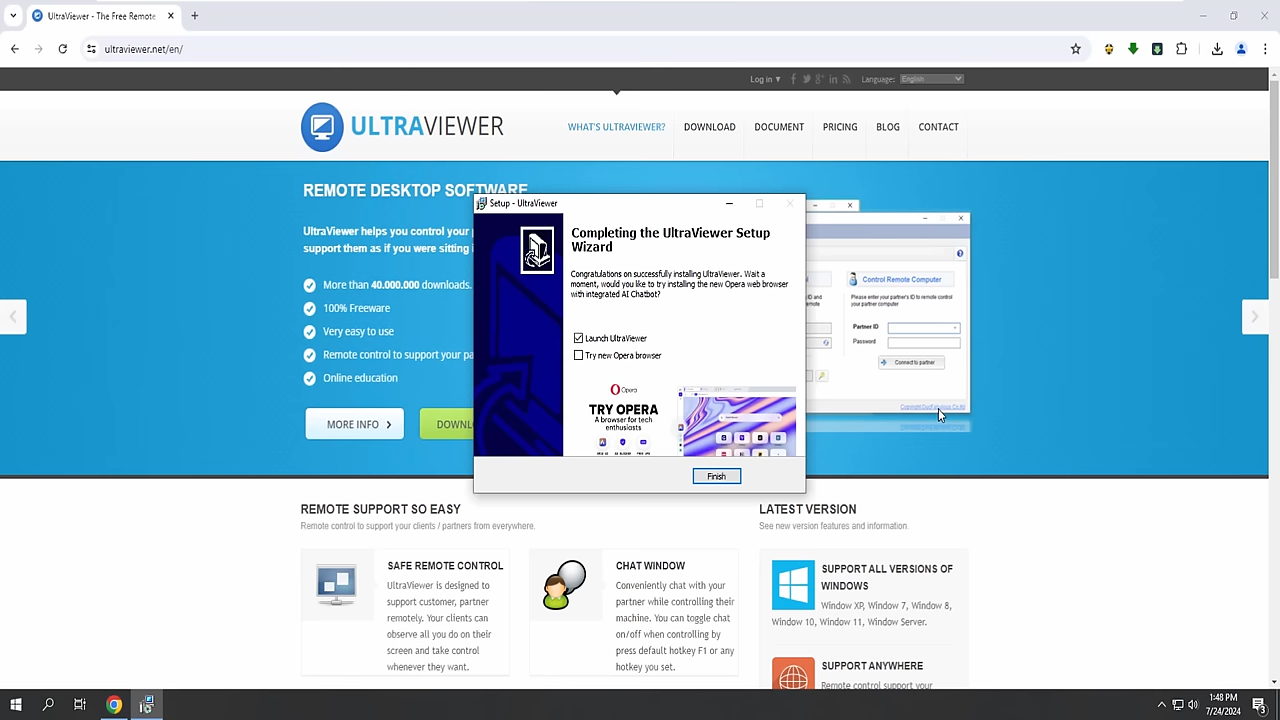 UltraViewer - The Free Remote
ultraviewer.net/en/
Log in ▼
Language:
English
ULTRAVIEWER
WHAT'S ULTRAVIEWER?
DOWNLOAD
DOCUMENT
PRICING
BLOG
CONTACT
REMOTE DESKTOP SOFTWARE
UltraViewer helps you control your
support them as if you were sitting
More than 40.000.000 downloads.
100% Freeware
Very easy to use
Remote control to support your
Online education
MORE INFO
Setup - UltraViewer
Completing the UltraViewer Setup
Wizard
Congratulations on successfully installing UltraViewer. Wait a
moment, would you like to try installing the new Opera web browser
with integrated AI Chatbot?
Launch UltraViewer
Try new Opera browser
Opera
TRY OPERA
A browser for tech
enthusiasts
Finish
Control Remote Computer
Please enter your partner's ID to remote control
your partner computer
Partner ID
Password
Connect to partner
REMOTE SUPPORT SO EASY
Remote control to support your clients / partners from everywhere.
SAFE REMOTE CONTROL
UltraViewer is designed to
support customer, partner
remotely. Your clients can
observe all you do on their
screen and take control
whenever they want.
CHAT WINDOW
Conveniently chat with your
partner while controlling their
machine. You can toggle chat
on/off when controlling by
press default hotkey F1 or any
hotkey you set.
LATEST VERSION
See new version features and information.
SUPPORT ALL VERSIONS OF
WINDOWS
Window XP, Window 7, Window 8,
Window 10, Window 11, Window Server.
SUPPORT ANYWHERE
Remote control support your
1:48 PM
7/24/2024